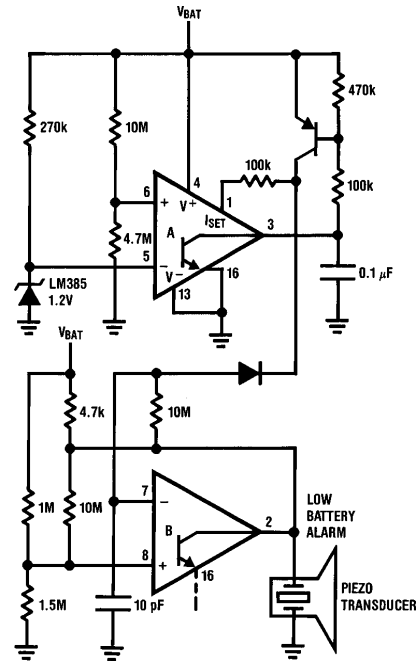 VBAT
270k
10M
470k
100k
100k
4
V+
ISET
1
6
+
A
3
4.7M
5
−
V−
16
13
LM385
1.2V
0.1 µF
VBAT
4.7k
10M
1M
10M
7
−
B
2
LOW
BATTERY
ALARM
8
+
16
1.5M
10 pF
PIEZO
TRANSDUCER